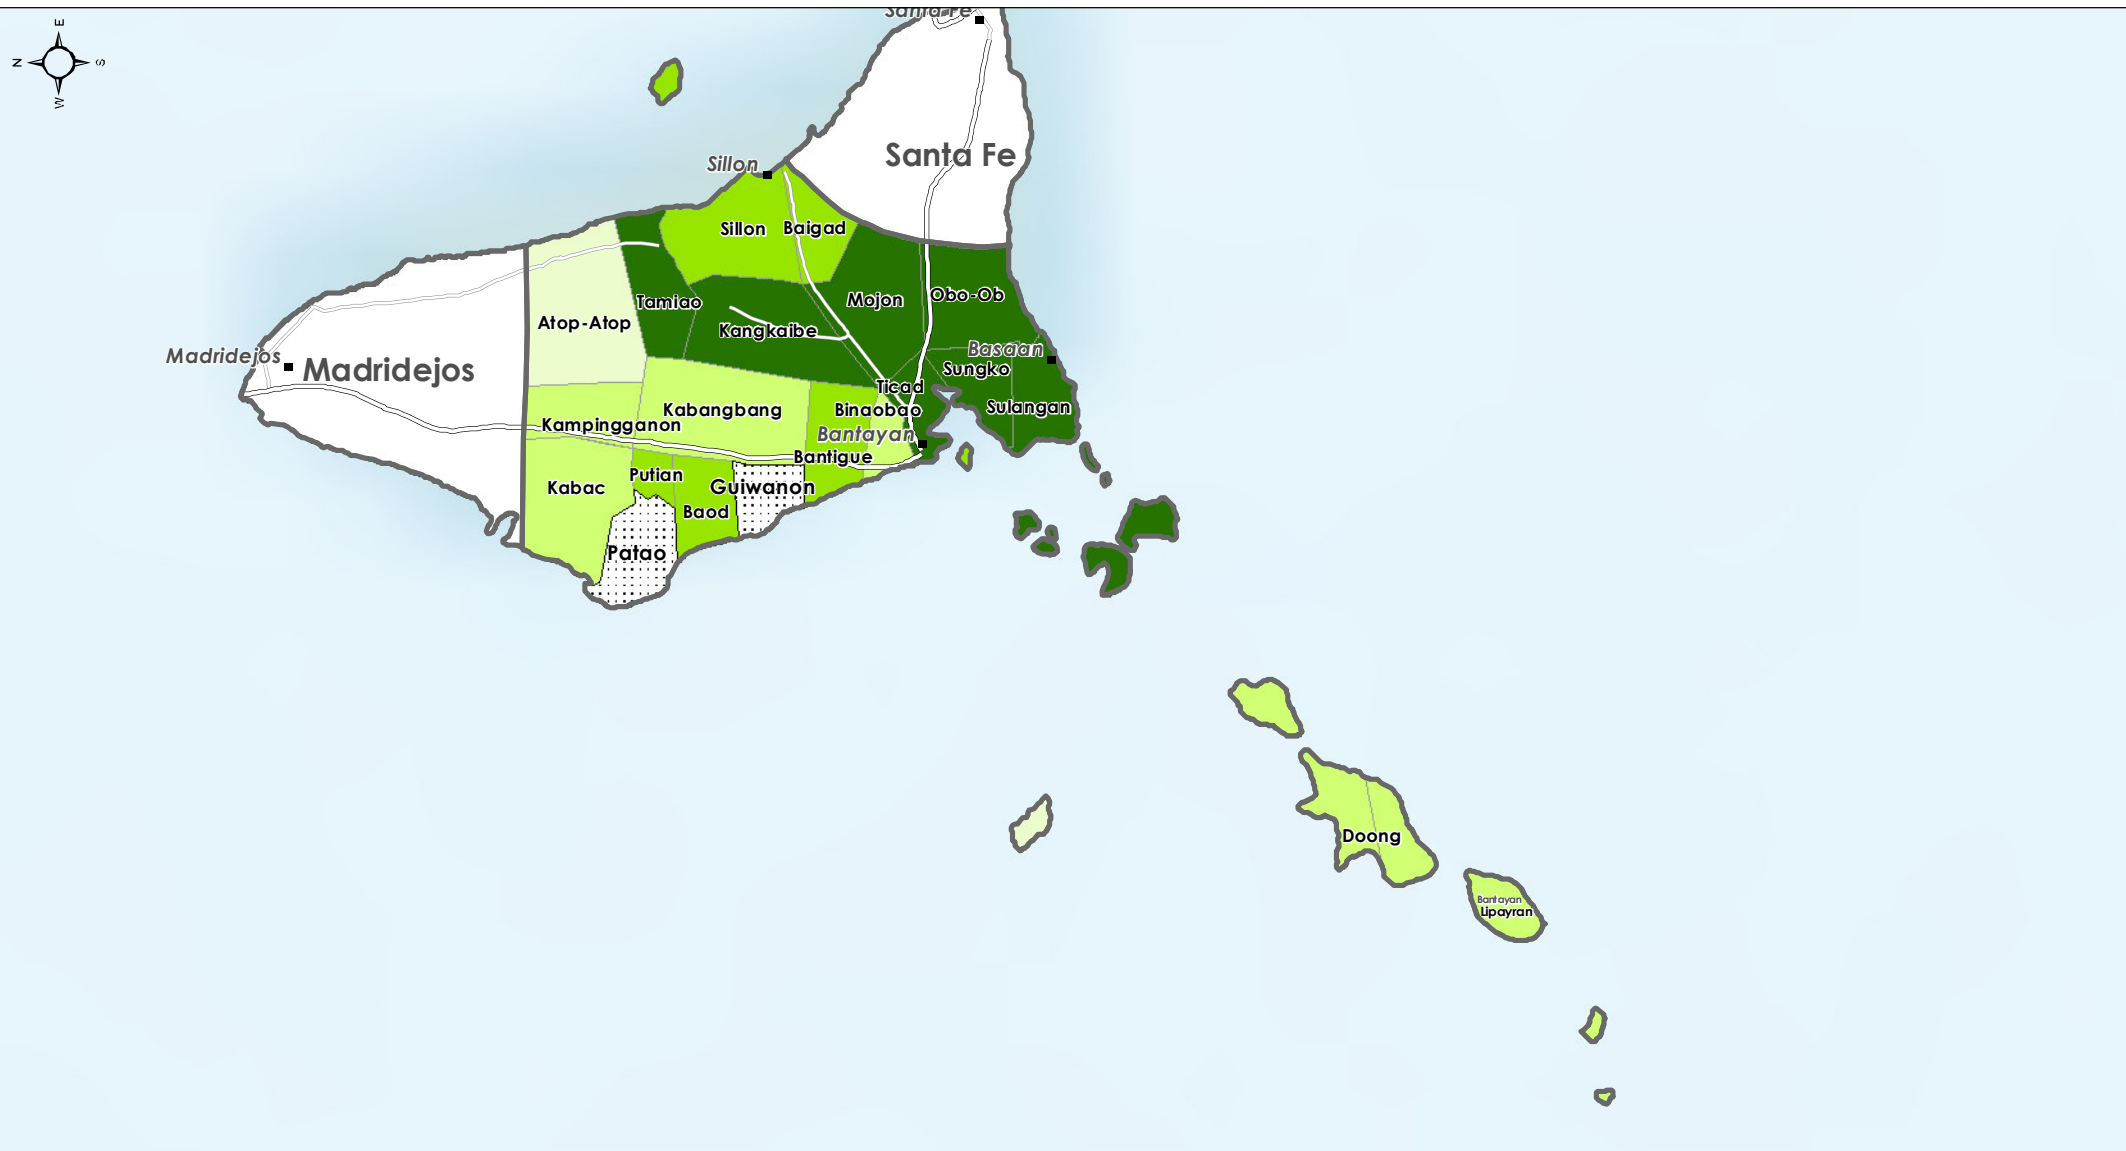 Santa Fe
E
N
S
W
Santa Fe
Sillon
Sillon
Baigad
Tamiao
Mojon
Obo-Ob
Atop-Atop
Kangkaibe
Madridejos
Madridejos
Basaan
Sungko
Ticad
Kabangbang
Binaobao
Sulangan
Kampingganon
Bantayan
Bantigue
Putian
Kabac
Guiwanon
Baod
Patao
Doong
Bantayan
Lipayran